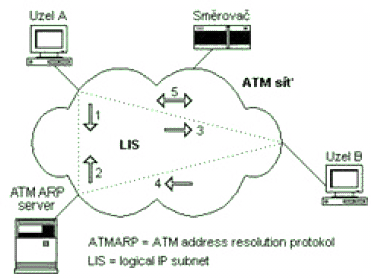 Uzel A
Směrovač
ATM síť
5
1
3
LIS
2
4
Uzel B
ATM ARP
server
ATMARP = ATM address resolution protokol
LIS = logical IP subnet